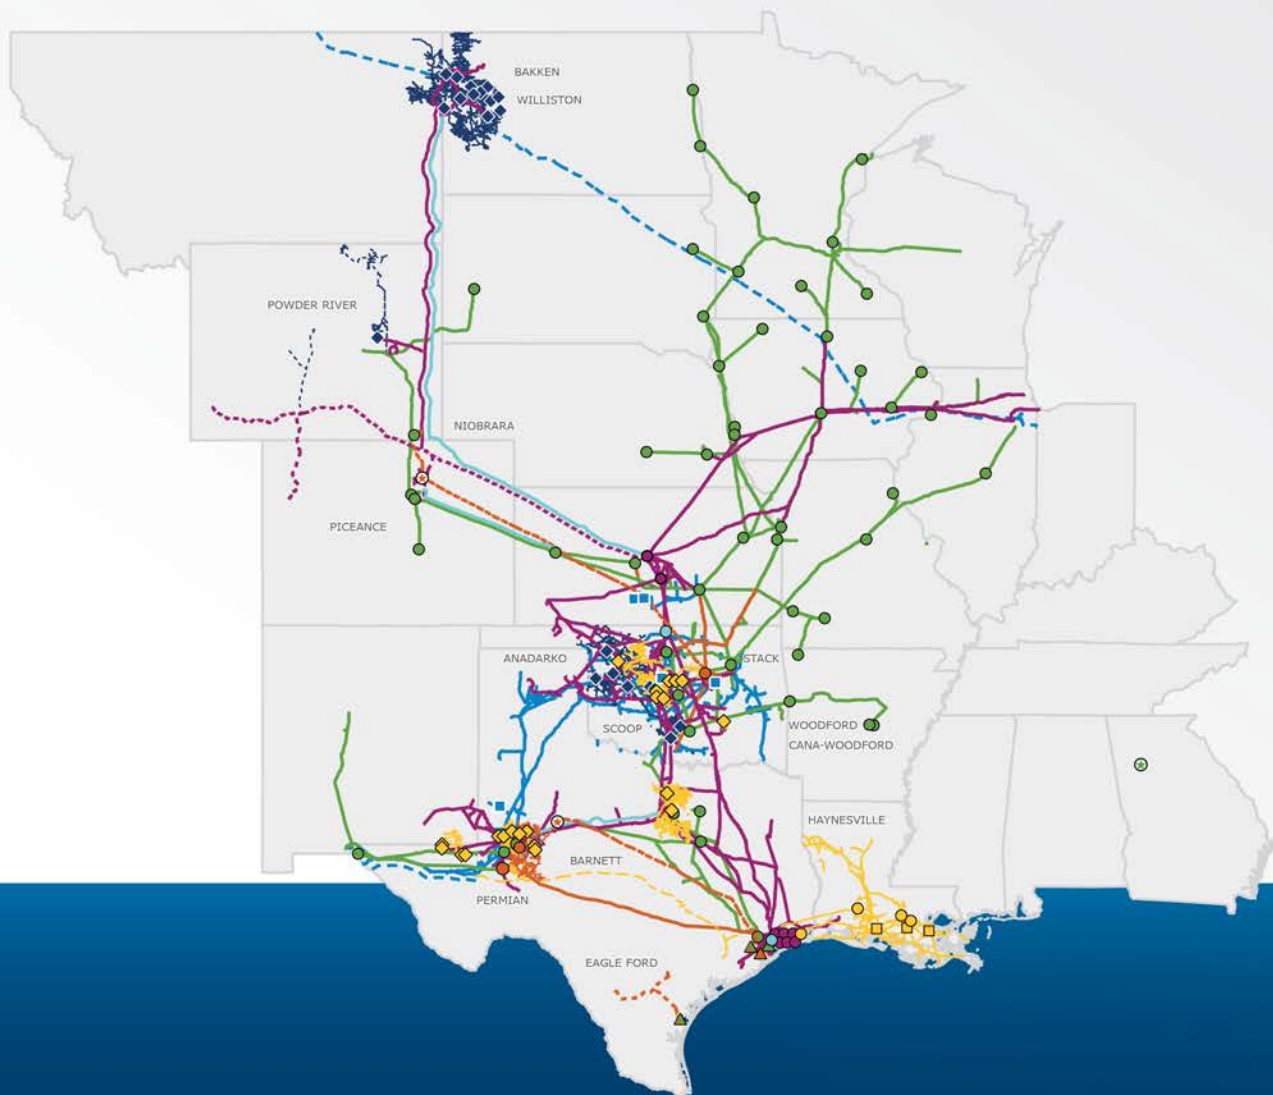 BAKKEN
WILLISTON
POWDER RIVER
NIOBRARA
PICEANCE
ANADARKO
STACK
SCOOP
WOODFORD
CANA-WOODFORD
HAYNESVILLE
BARNETT
PERMIAN
EAGLE FORD